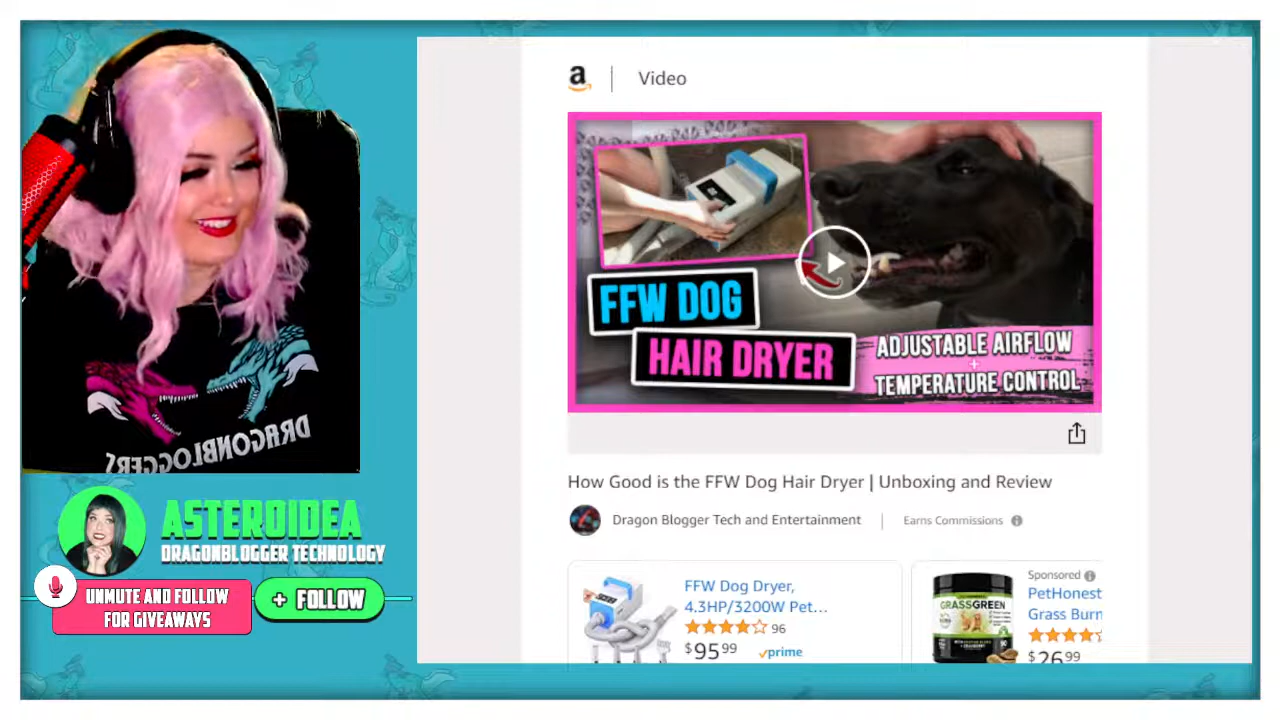 a | Video
FFW DOG
HAIR DRYER
ADJUSTABLE AIRFLOW
+
TEMPERATURE CONTROL
How Good is the FFW Dog Hair Dryer | Unboxing and Review
Dragon Blogger Tech and Entertainment | Earns Commissions
FFW Dog Dryer,
4.3HP/3200W Pet...
96
$95.99
prime
Sponsored
PetHonest
Grass Burn
$26.99
GRASSGREEN
DRAGONBLOGGERS
ASTEROIDEA
DRAGONBLOGGER TECHNOLOGY
UNMUTE AND FOLLOW
FOR GIVEAWAYS
+ FOLLOW